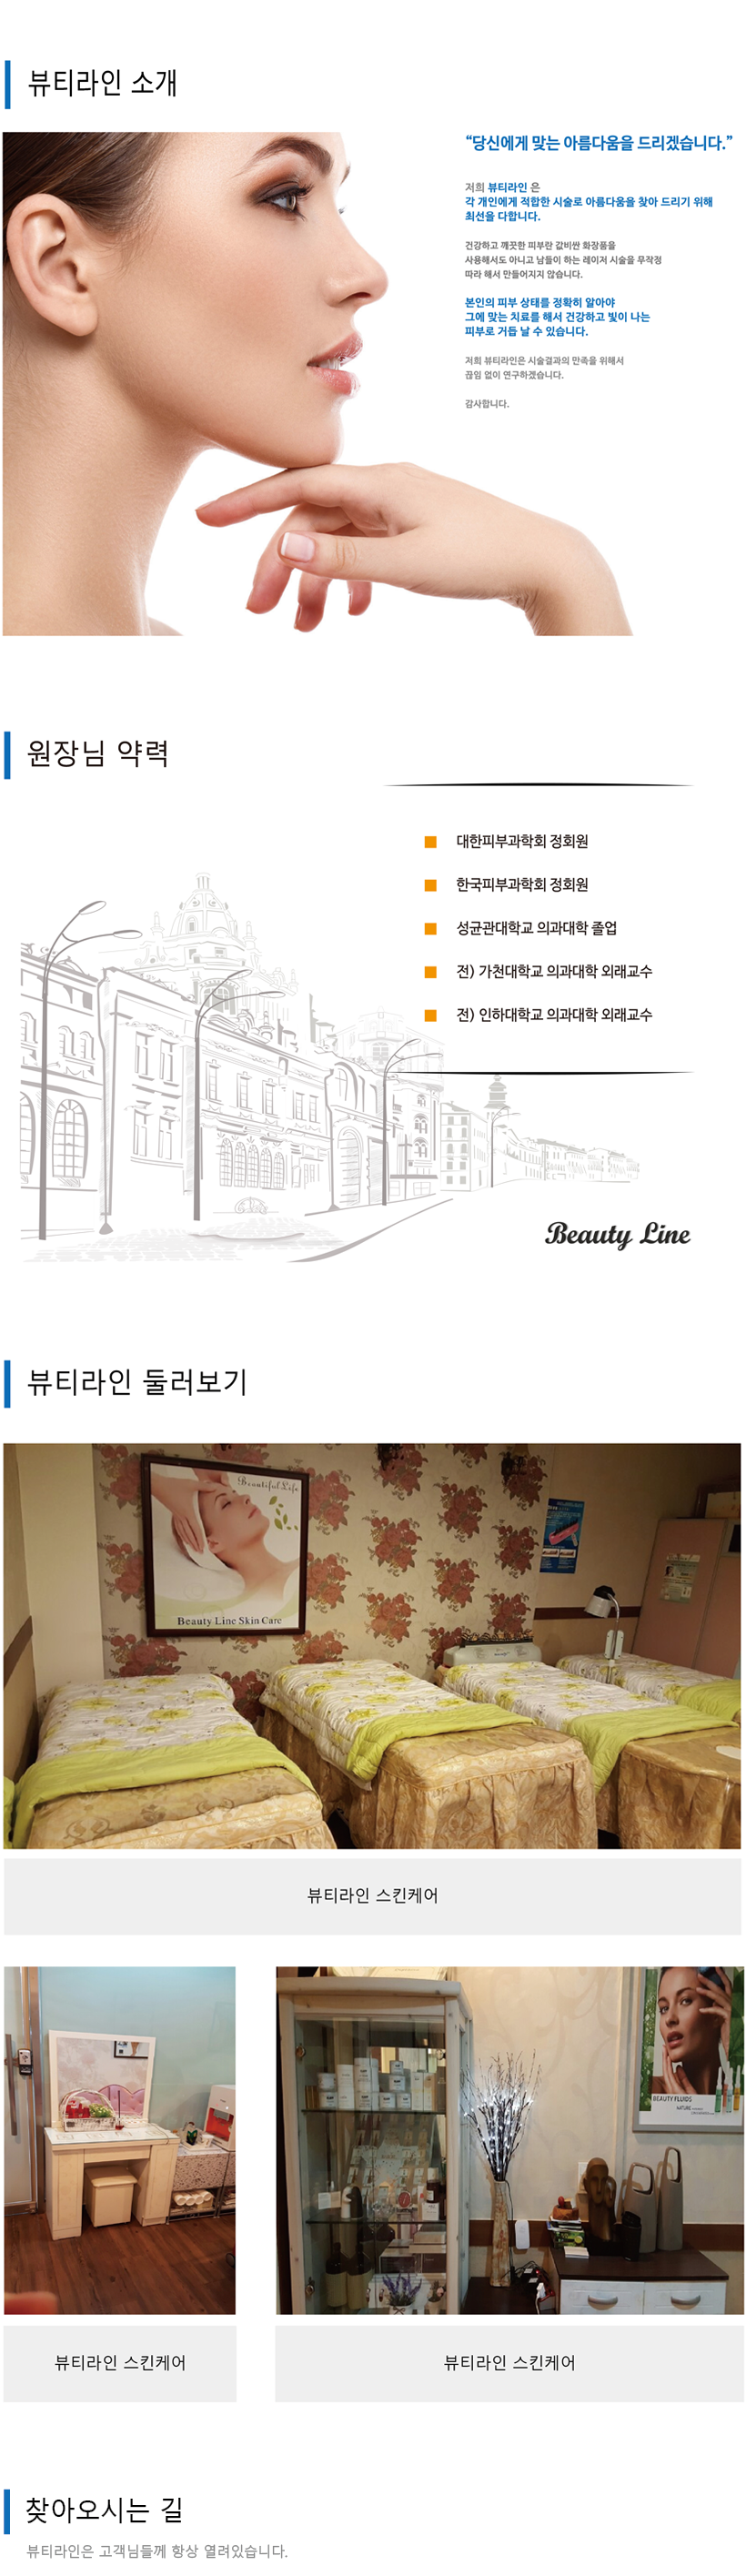 뷰티라인 소개
“당신에게 맞는 아름다움을 드리겠습니다.”
저희 뷰티라인 은
각 개인에게 적합한 시술로 아름다움을 찾아 드리기 위해
최선을 다합니다.
건강하고 깨끗한 피부란 값비싼 화장품을
사용해서도 아니고 남들이 하는 레이저 시술을 무작정
따라 해서 만들어지지 않습니다.
본인의 피부 상태를 정확히 알아야
그에 맞는 치료를 해서 건강하고 빛이 나는
피부로 거듭 날 수 있습니다.
저희 뷰티라인은 시술결과의 만족을 위해서
끊임 없이 연구하겠습니다.
감사합니다.
원장님 약력
대한피부과학회 정회원
한국피부과학회 정회원
성균관대학교 의과대학 졸업
전) 가천대학교 의과대학 외래교수
전) 인하대학교 의과대학 외래교수
Beauty Line
뷰티라인 둘러보기
Beautiful Life
Beauty Line Skin Care
뷰티라인 스킨케어
BEAUTY FLUIDS
NATURE
뷰티라인 스킨케어
뷰티라인 스킨케어
찾아오시는 길
뷰티라인은 고객님들께 항상 열려있습니다.